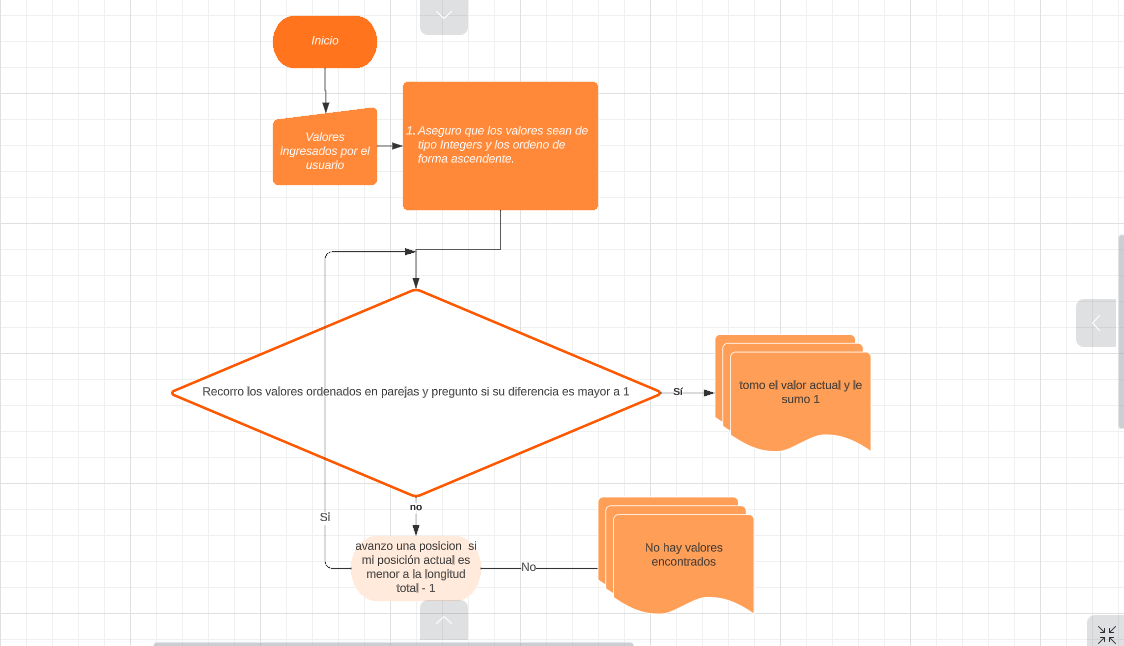 Inicio
Valores
ingresados por el
usuario
1. Aseguro que los valores sean de
tipo Integers y los ordeno de
forma ascendente.
Recorro los valores ordenados en parejas y pregunto si su diferencia es mayor a 1
Sí
tomo el valor actual y le
sumo 1
no
Si
avanzo una posicion  si
mi posición actual es
menor a la longitud
total - 1
No
No hay valores
encontrados